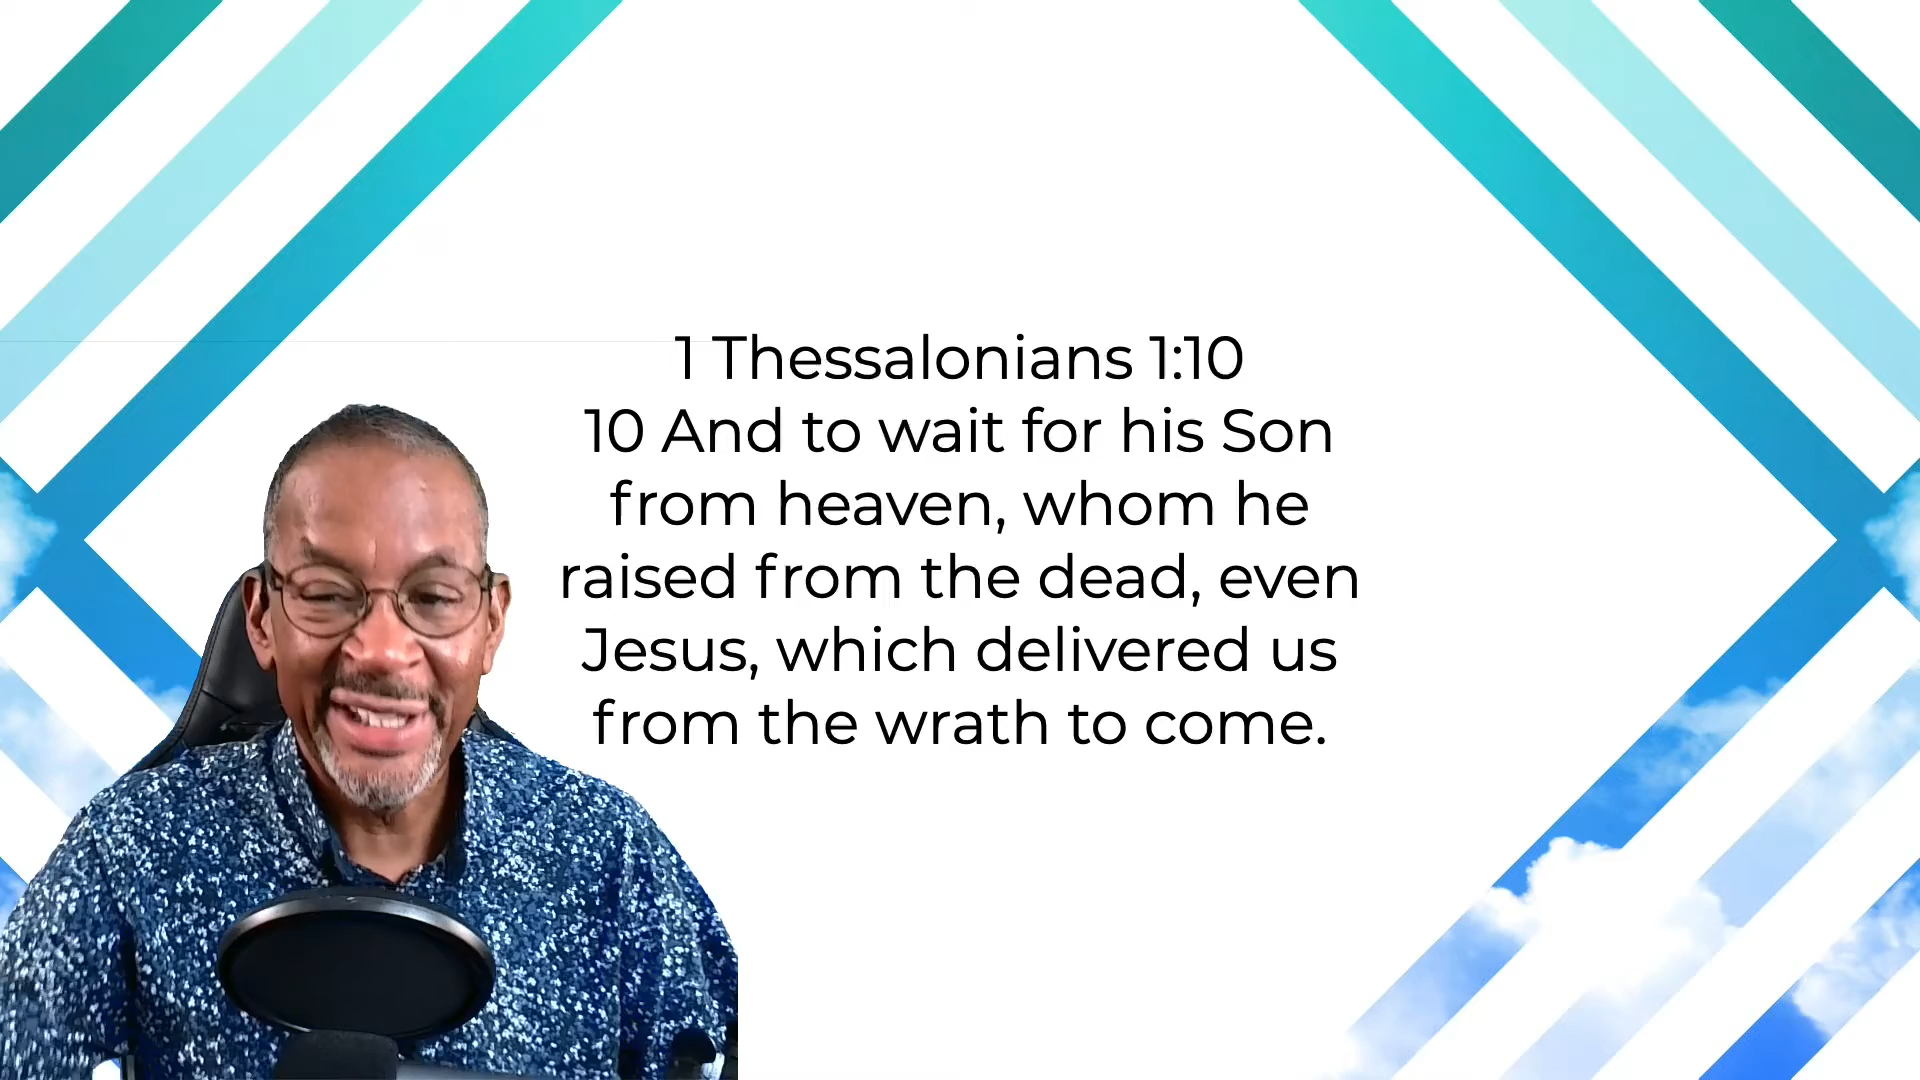 1 Thessalonians 1:10
10 And to wait for his Son
from heaven, whom he
raised from the dead, even
Jesus, which delivered us
from the wrath to come.